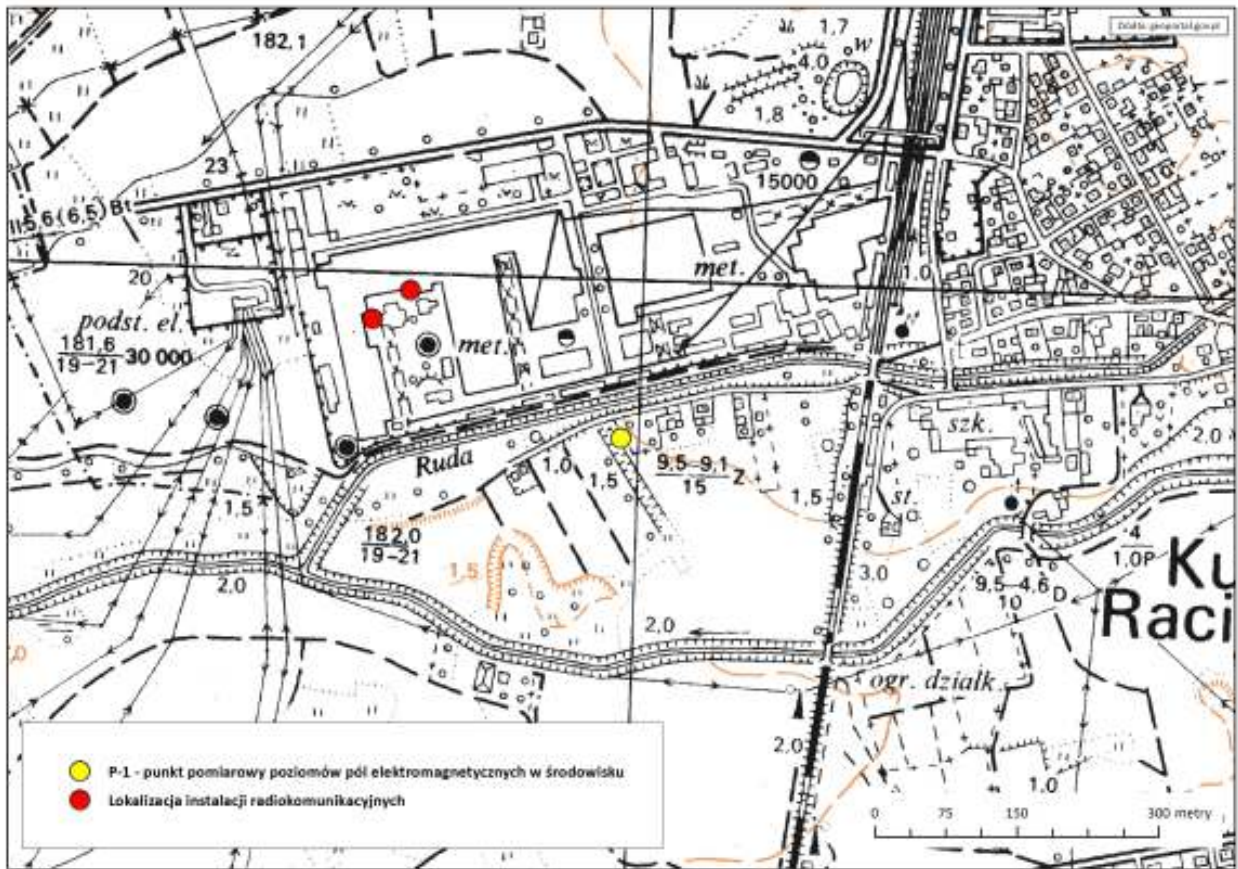 182,1
1,7
Źródło: geoportal.gov.pl
w
4.0
1,8
23
15000
II 5,6 (6,5) Bt
20
met.
1.0
podst. el.
181,6
19-21
30 000
met.
szk.
2.0
Ruda
1.0
9,5-9,1
15
Z
1,5
1,5
st.
1.5
182,0
19-21
4
1,0P
1,5
3.0
9,5-4,6
10
D
Ku
Raci
2.0
2,0
ogr. działk.
2.0
1.0
P-1 - punkt pomiarowy poziomów pól elektromagnetycznych w środowisku
Lokalizacja instalacji radiokomunikacyjnych
0 75 150 300 metry